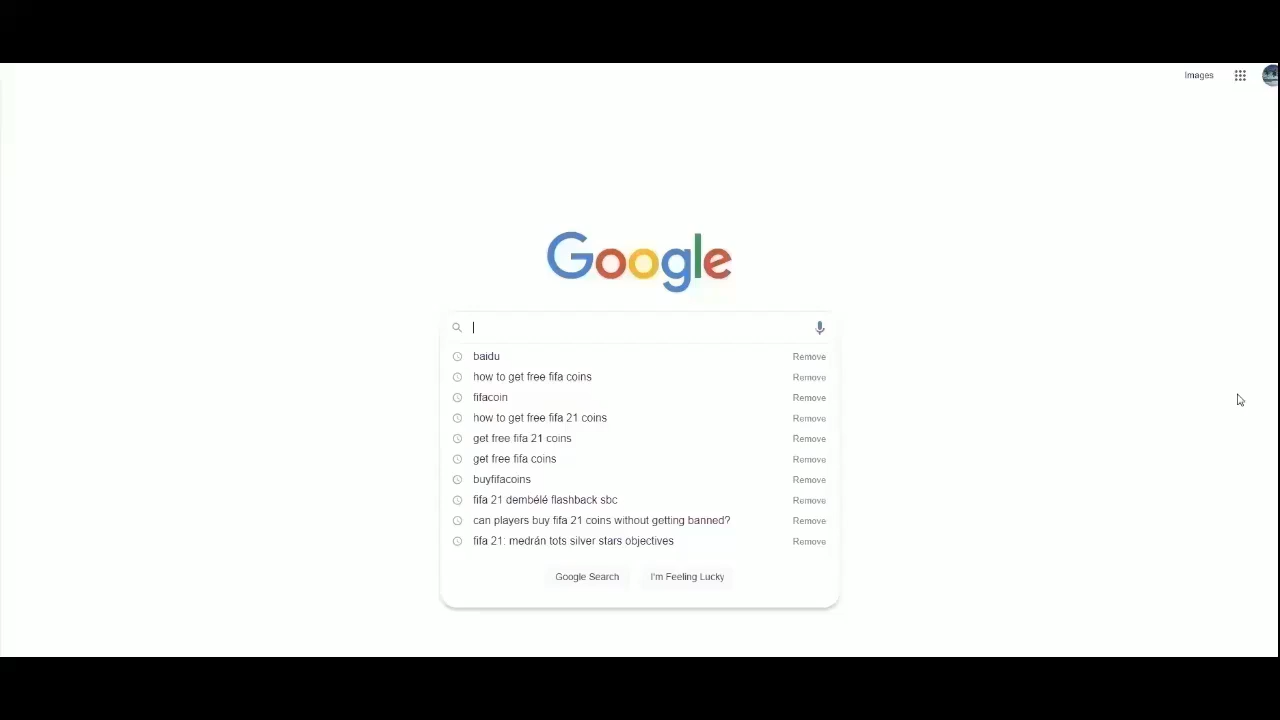 Images
Google
baidu Remove
how to get free fifa coins Remove
fifacoin Remove
how to get free fifa 21 coins Remove
get free fifa 21 coins Remove
get free fifa coins Remove
buyfifacoins Remove
fifa 21 dembélé flashback sbc Remove
can players buy fifa 21 coins without getting banned? Remove
fifa 21: medrán tots silver stars objectives Remove
Google Search I'm Feeling Lucky